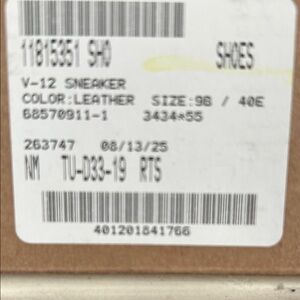 11815351 SHO SHOES
V-12 SNEAKER
COLOR:LEATHER SIZE:9B / 40E
68570911-1 3434*55
263747 08/13/25
NM TU-D33-19 RTS
401201841766